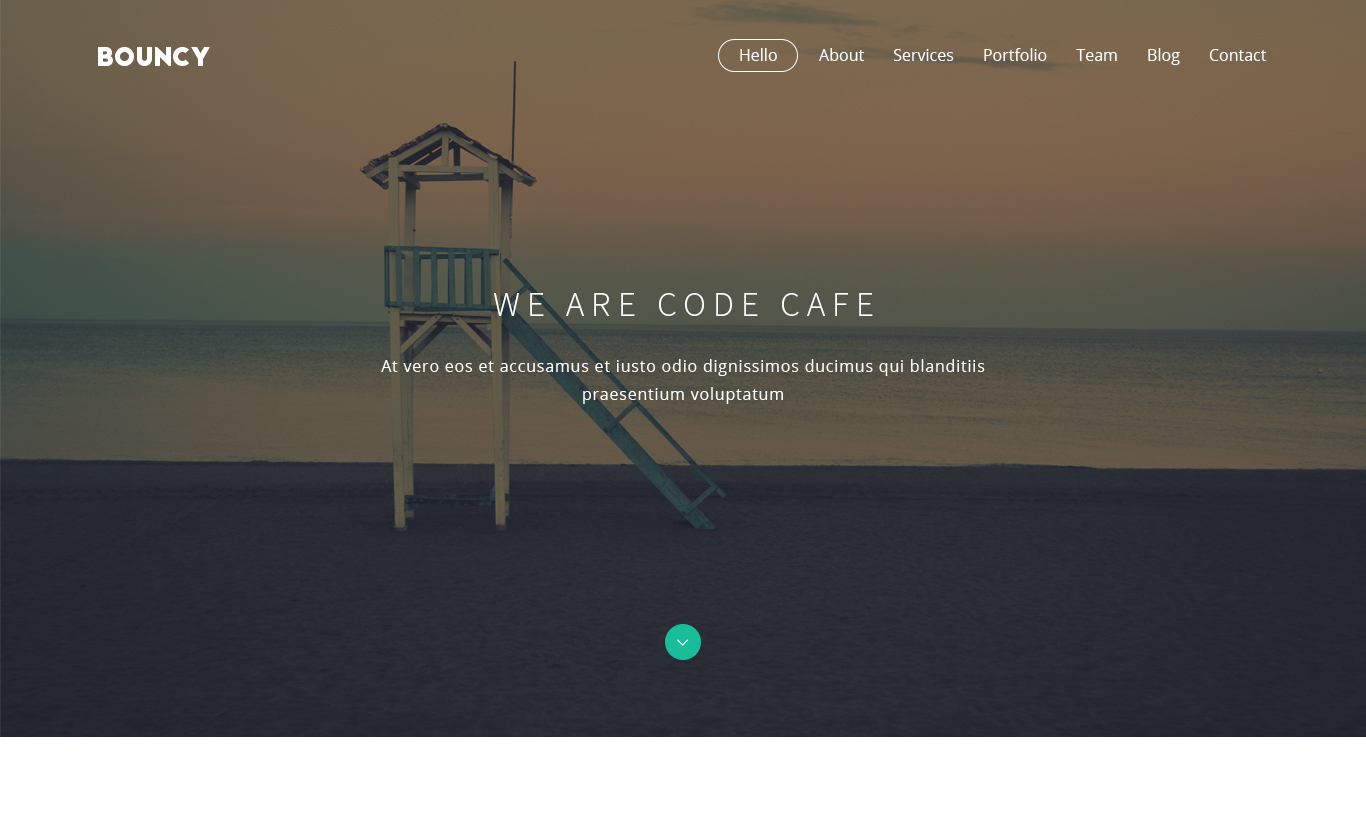 BOUNCY
Hello About Services Portfolio Team Blog Contact
WE ARE CODE CAFE
At vero eos et accusamus et iusto odio dignissimos ducimus qui blanditiis
praesentium voluptatum